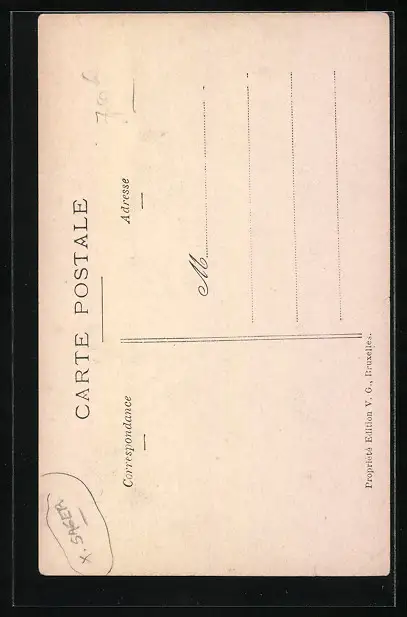 CARTE POSTALE
Correspondance
Adresse
M
Propriété Edition V. G., Bruxelles.
X. SAGER